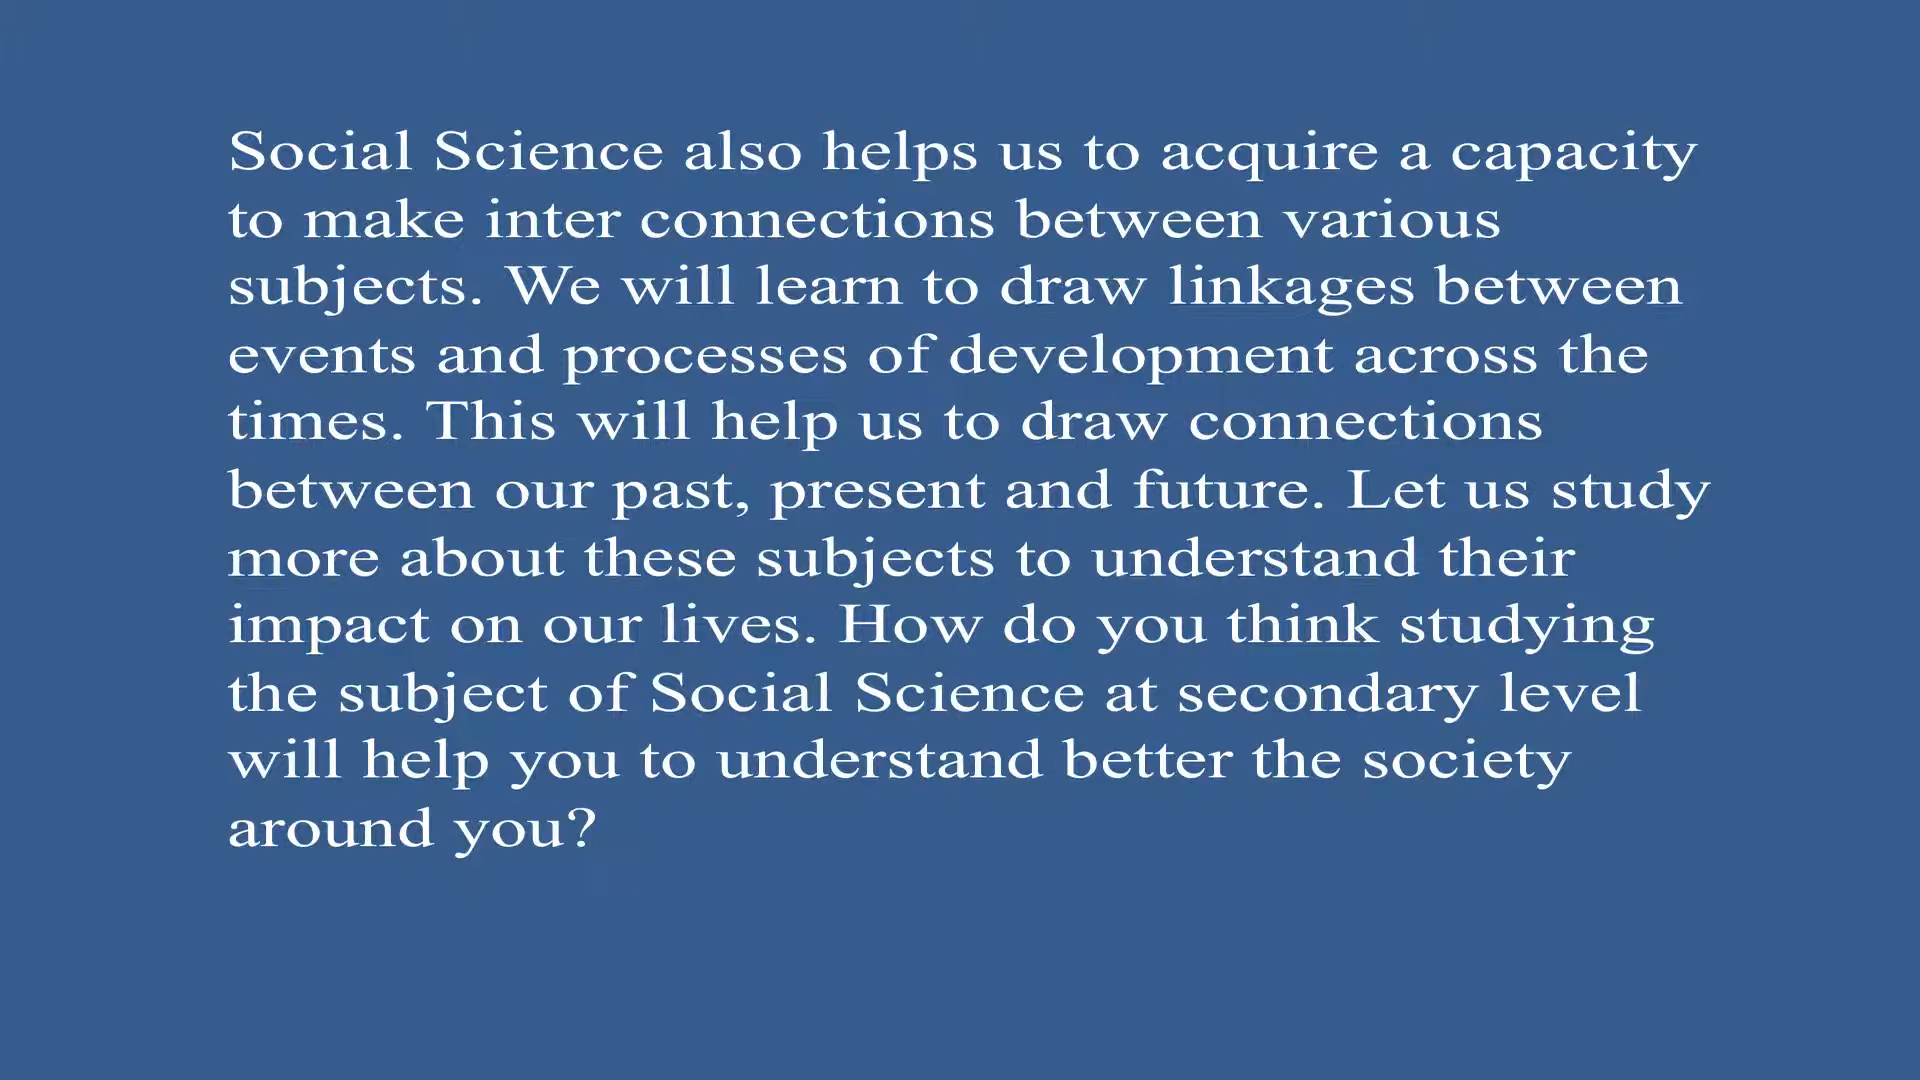 Social Science also helps us to acquire a capacity
to make inter connections between various
subjects. We will learn to draw linkages between
events and processes of development across the
times. This will help us to draw connections
between our past, present and future. Let us study
more about these subjects to understand their
impact on our lives. How do you think studying
the subject of Social Science at secondary level
will help you to understand better the society
around you?